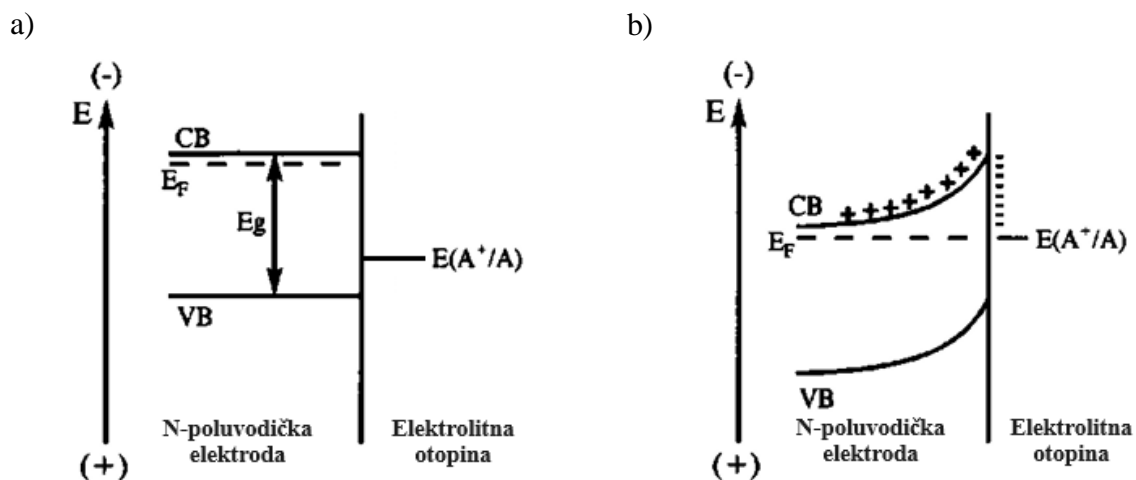 a)
(-)
E
CB
E_F
Eg
E(A⁺/A)
VB
N-poluvodička
elektroda
Elektrolitna
otopina
(+)
b)
(-)
E
+ + + + + + + +
CB
E_F
E(A⁺/A)
VB
N-poluvodička
elektroda
Elektrolitna
otopina
(+)